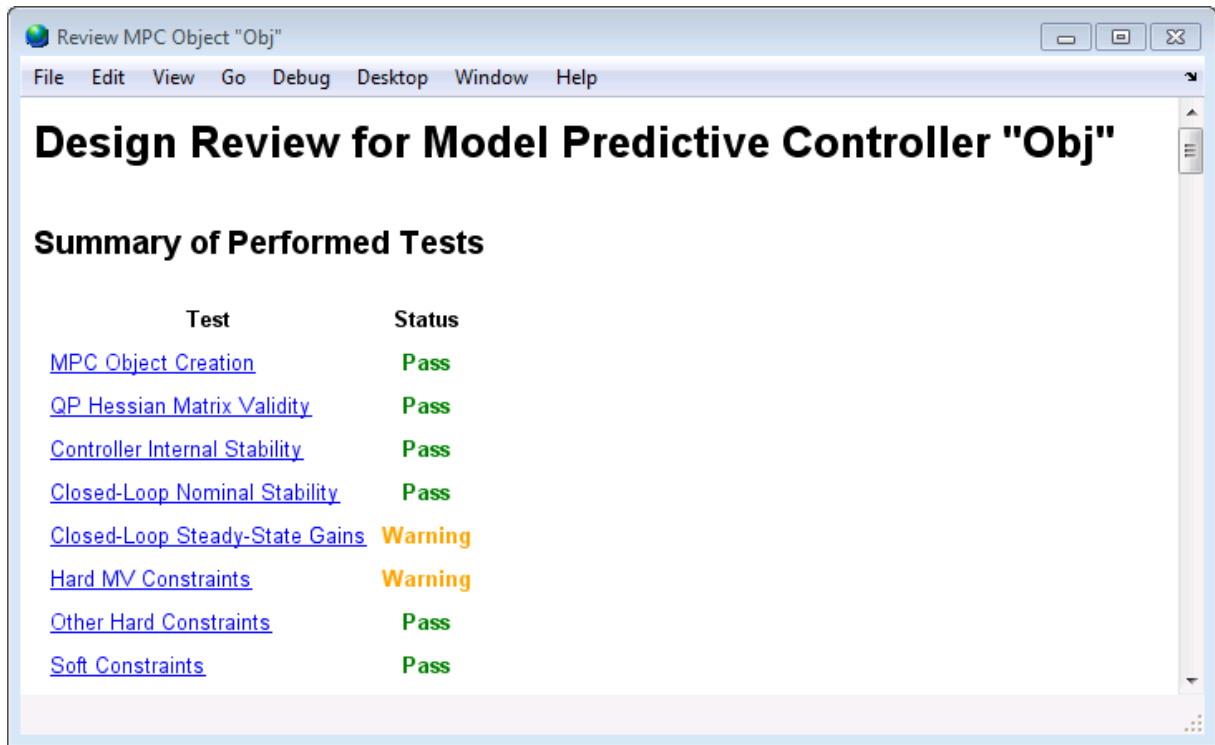 Review MPC Object "Obj"
File Edit View Go Debug Desktop Window Help
Design Review for Model Predictive Controller "Obj"
Summary of Performed Tests
Test Status
MPC Object Creation Pass
QP Hessian Matrix Validity Pass
Controller Internal Stability Pass
Closed-Loop Nominal Stability Pass
Closed-Loop Steady-State Gains Warning
Hard MV Constraints Warning
Other Hard Constraints Pass
Soft Constraints Pass